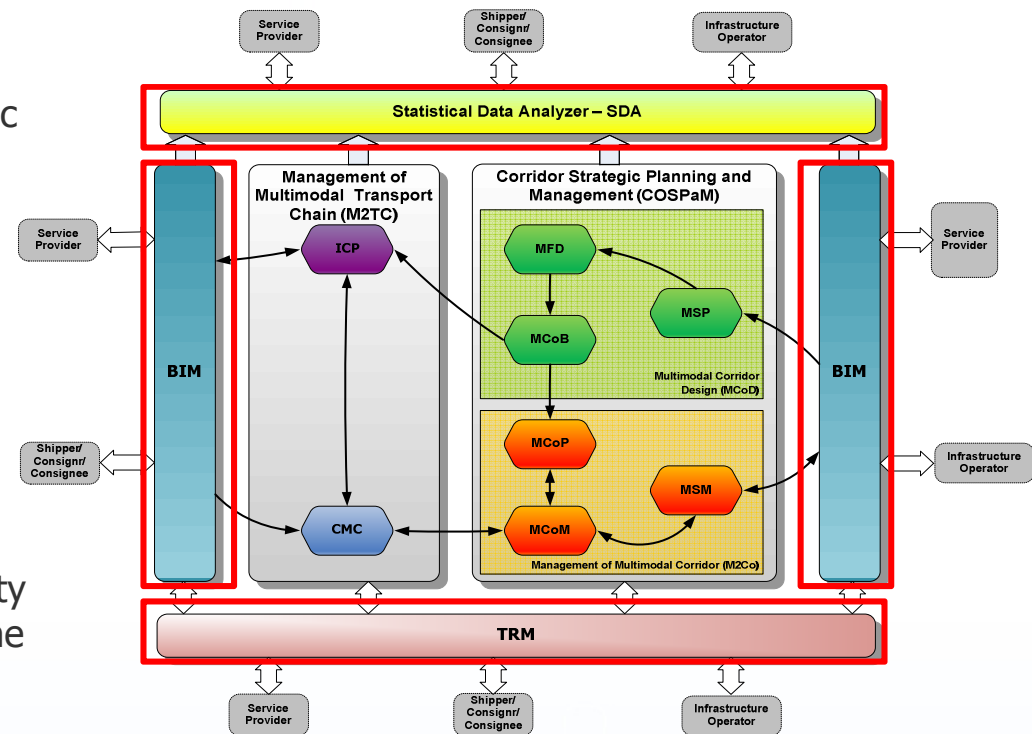 Service
Provider
Shipper/
Consignr/
Consignee
Infrastructure
Operator
c
Statistical Data Analyzer – SDA
Management of
Multimodal Transport
Chain (M2TC)
Corridor Strategic Planning and
Management (COSPaM)
Service
Provider
ICP
MFD
Service
Provider
MSP
MCoB
BIM
Multimodal Corridor
Design (MCoD)
BIM
Shipper/
Consignr/
Consignee
MCoP
Infrastructure
Operator
MSM
CMC
MCoM
Management of Multimodal Corridor (M2Co)
ty
ne
TRM
Service
Provider
Shipper/
Consignr/
Consignee
Infrastructure
Operator